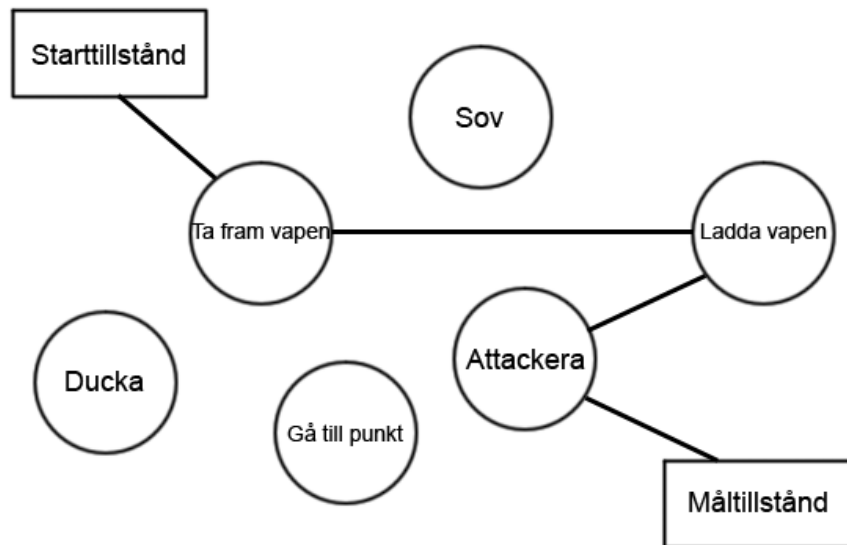 Starttillstånd
Sov
Ta fram vapen
Ladda vapen
Attackera
Ducka
Gå till punkt
Måltillstånd